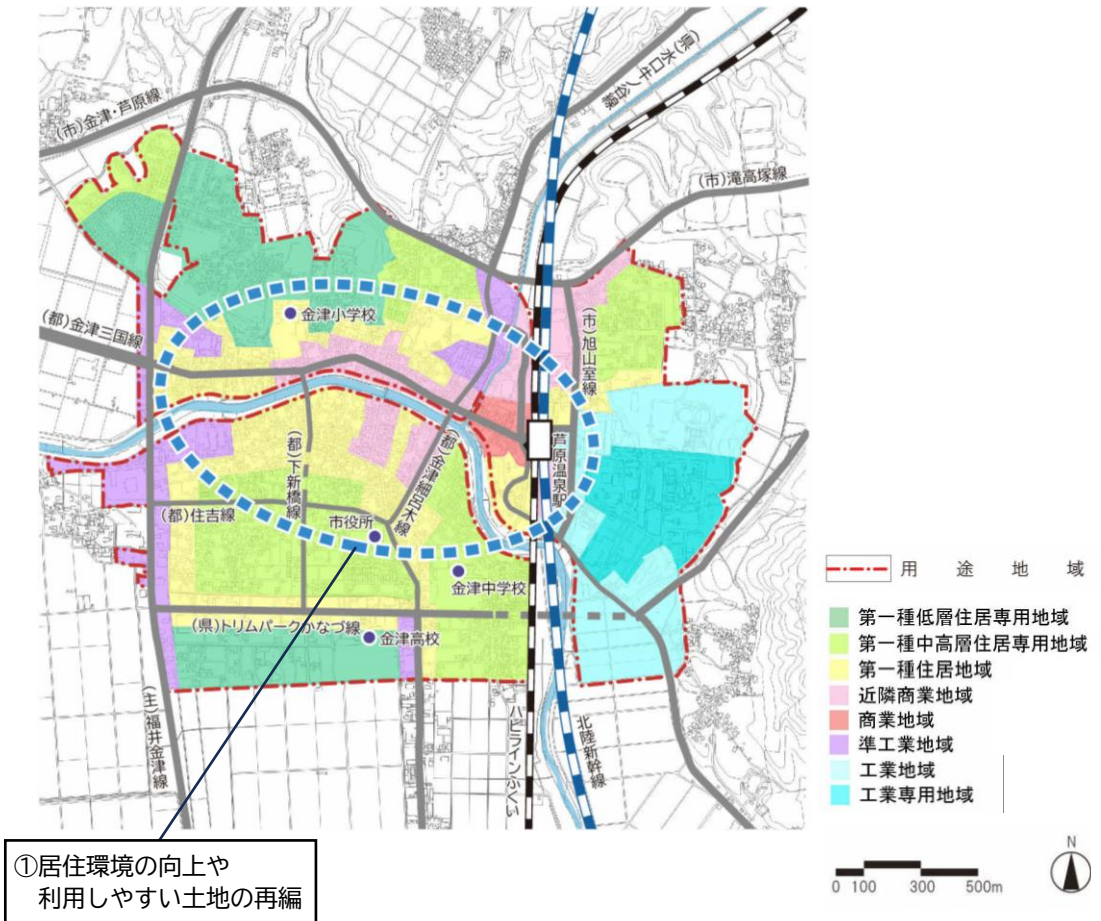 (市)金津・芦原線
(県)水口牛ノ谷線
(市)滝高塚線
(都)金津三国線
金津小学校
(市)旭山室線
(都)下新橋線
(都)金津細呂木線
芦原温泉駅
(都)住吉線
市役所
金津中学校
(県)トリムパークかなづ線
金津高校
(主)福井金津線
ハピラインふくい
北陸新幹線
①居住環境の向上や
利用しやすい土地の再編
用途地域
第一種低層住居専用地域
第一種中高層住居専用地域
第一種住居地域
近隣商業地域
商業地域
準工業地域
工業地域
工業専用地域
N
0 100 300 500m